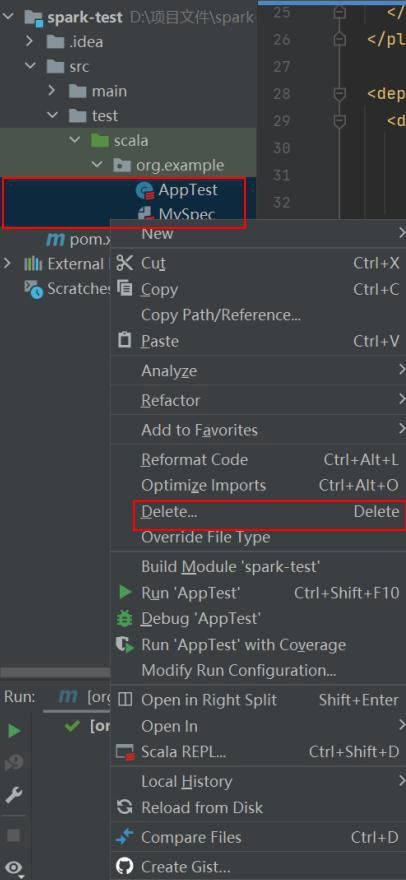 spark-test D:\项目文件\spark-
25 </
.idea
26 </pl
src
27
main
28 <dep
test
29 <d
scala
30
org.example
31
AppTest
32
MySpec
New
m pom.x
Cut Ctrl+X
External
Copy Ctrl+C
Scratches
Copy Path/Reference...
Paste Ctrl+V
Analyze
Refactor
Add to Favorites
Reformat Code Ctrl+Alt+L
Optimize Imports Ctrl+Alt+O
Delete... Delete
Override File Type
Build Module 'spark-test'
Run 'AppTest' Ctrl+Shift+F10
Debug 'AppTest'
Run 'AppTest' with Coverage
Modify Run Configuration...
Run: m [org
Open in Right Split Shift+Enter
[or
Open In
Scala REPL... Ctrl+Shift+D
Local History
Reload from Disk
Compare Files Ctrl+D
Create Gist...